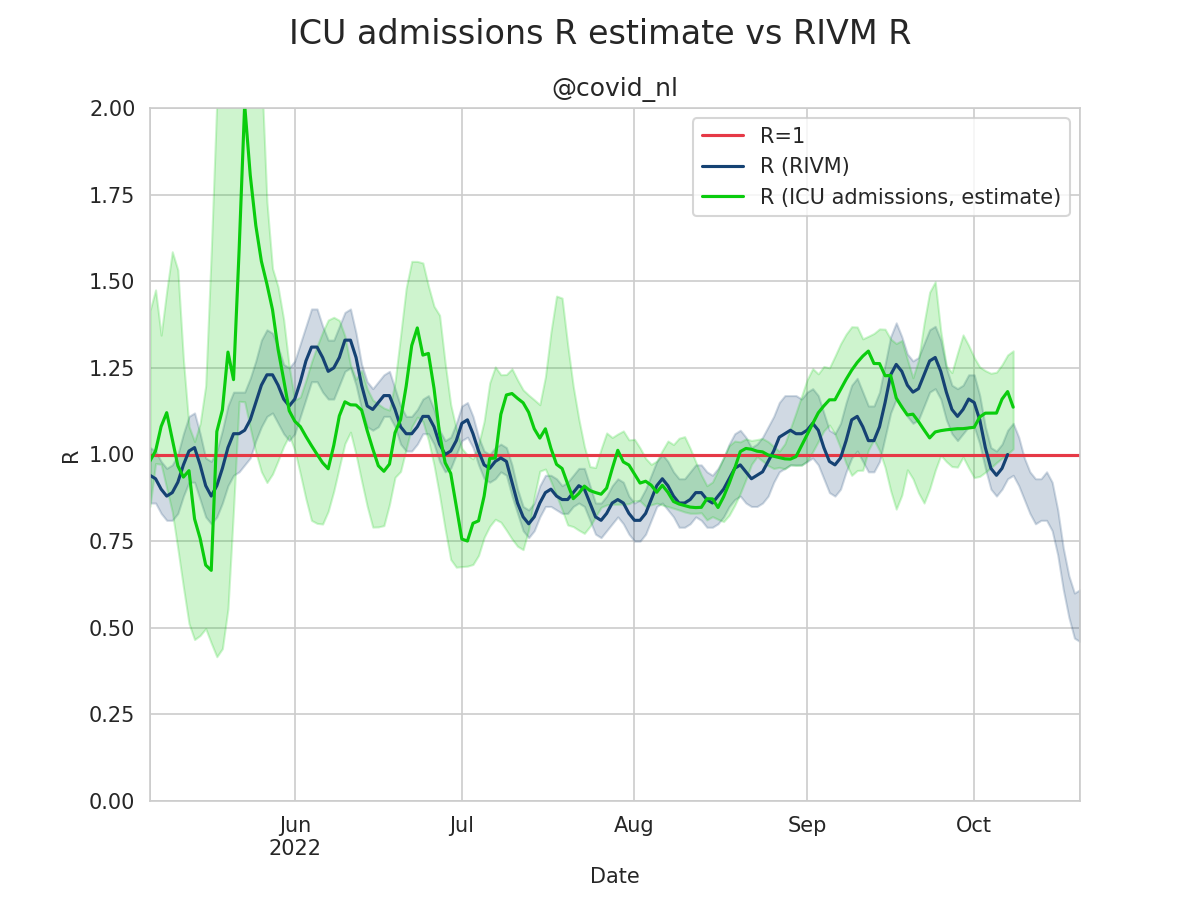 ICU admissions R estimate vs RIVM R
@covid_nl
2.00
1.75
1.50
1.25
1.00
0.75
0.50
0.25
0.00
R
R=1
R (RIVM)
R (ICU admissions, estimate)
Jun
2022
Jul
Aug
Sep
Oct
Date